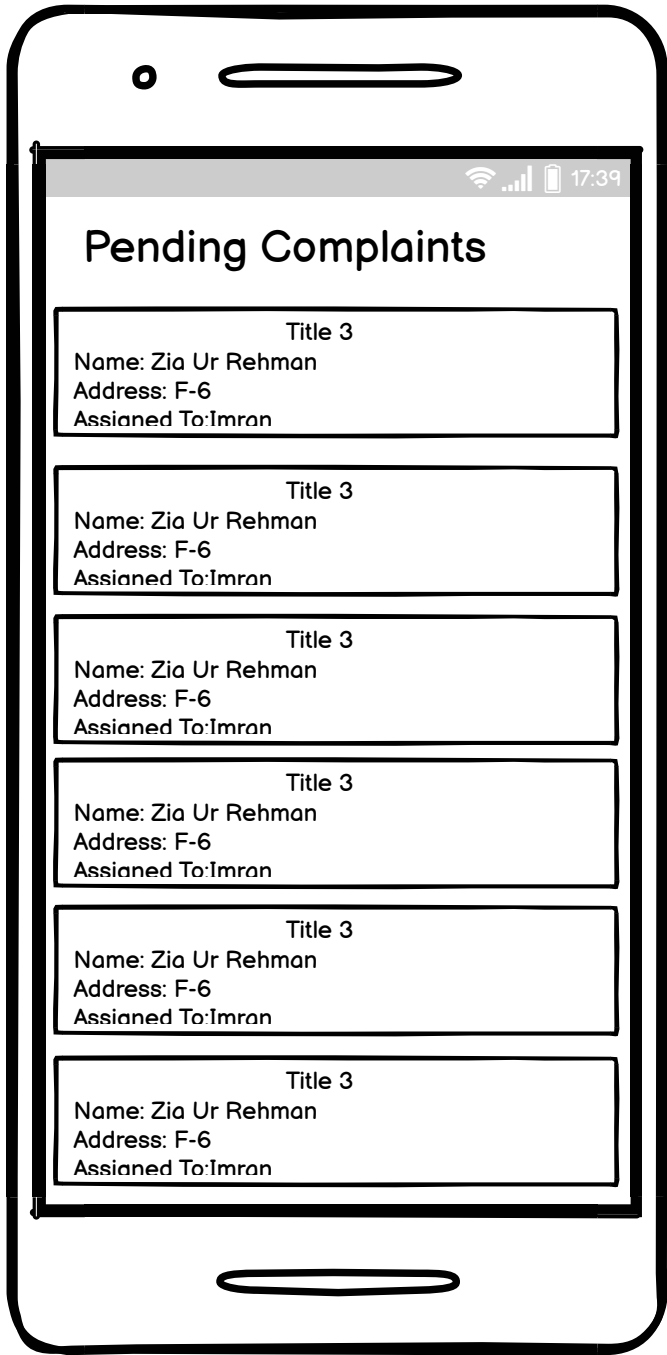 17:39
Pending Complaints
Title 3
Name: Zia Ur Rehman
Address: F-6
Assigned To:Imran
Title 3
Name: Zia Ur Rehman
Address: F-6
Assigned To:Imran
Title 3
Name: Zia Ur Rehman
Address: F-6
Assigned To:Imran
Title 3
Name: Zia Ur Rehman
Address: F-6
Assigned To:Imran
Title 3
Name: Zia Ur Rehman
Address: F-6
Assigned To:Imran
Title 3
Name: Zia Ur Rehman
Address: F-6
Assigned To:Imran